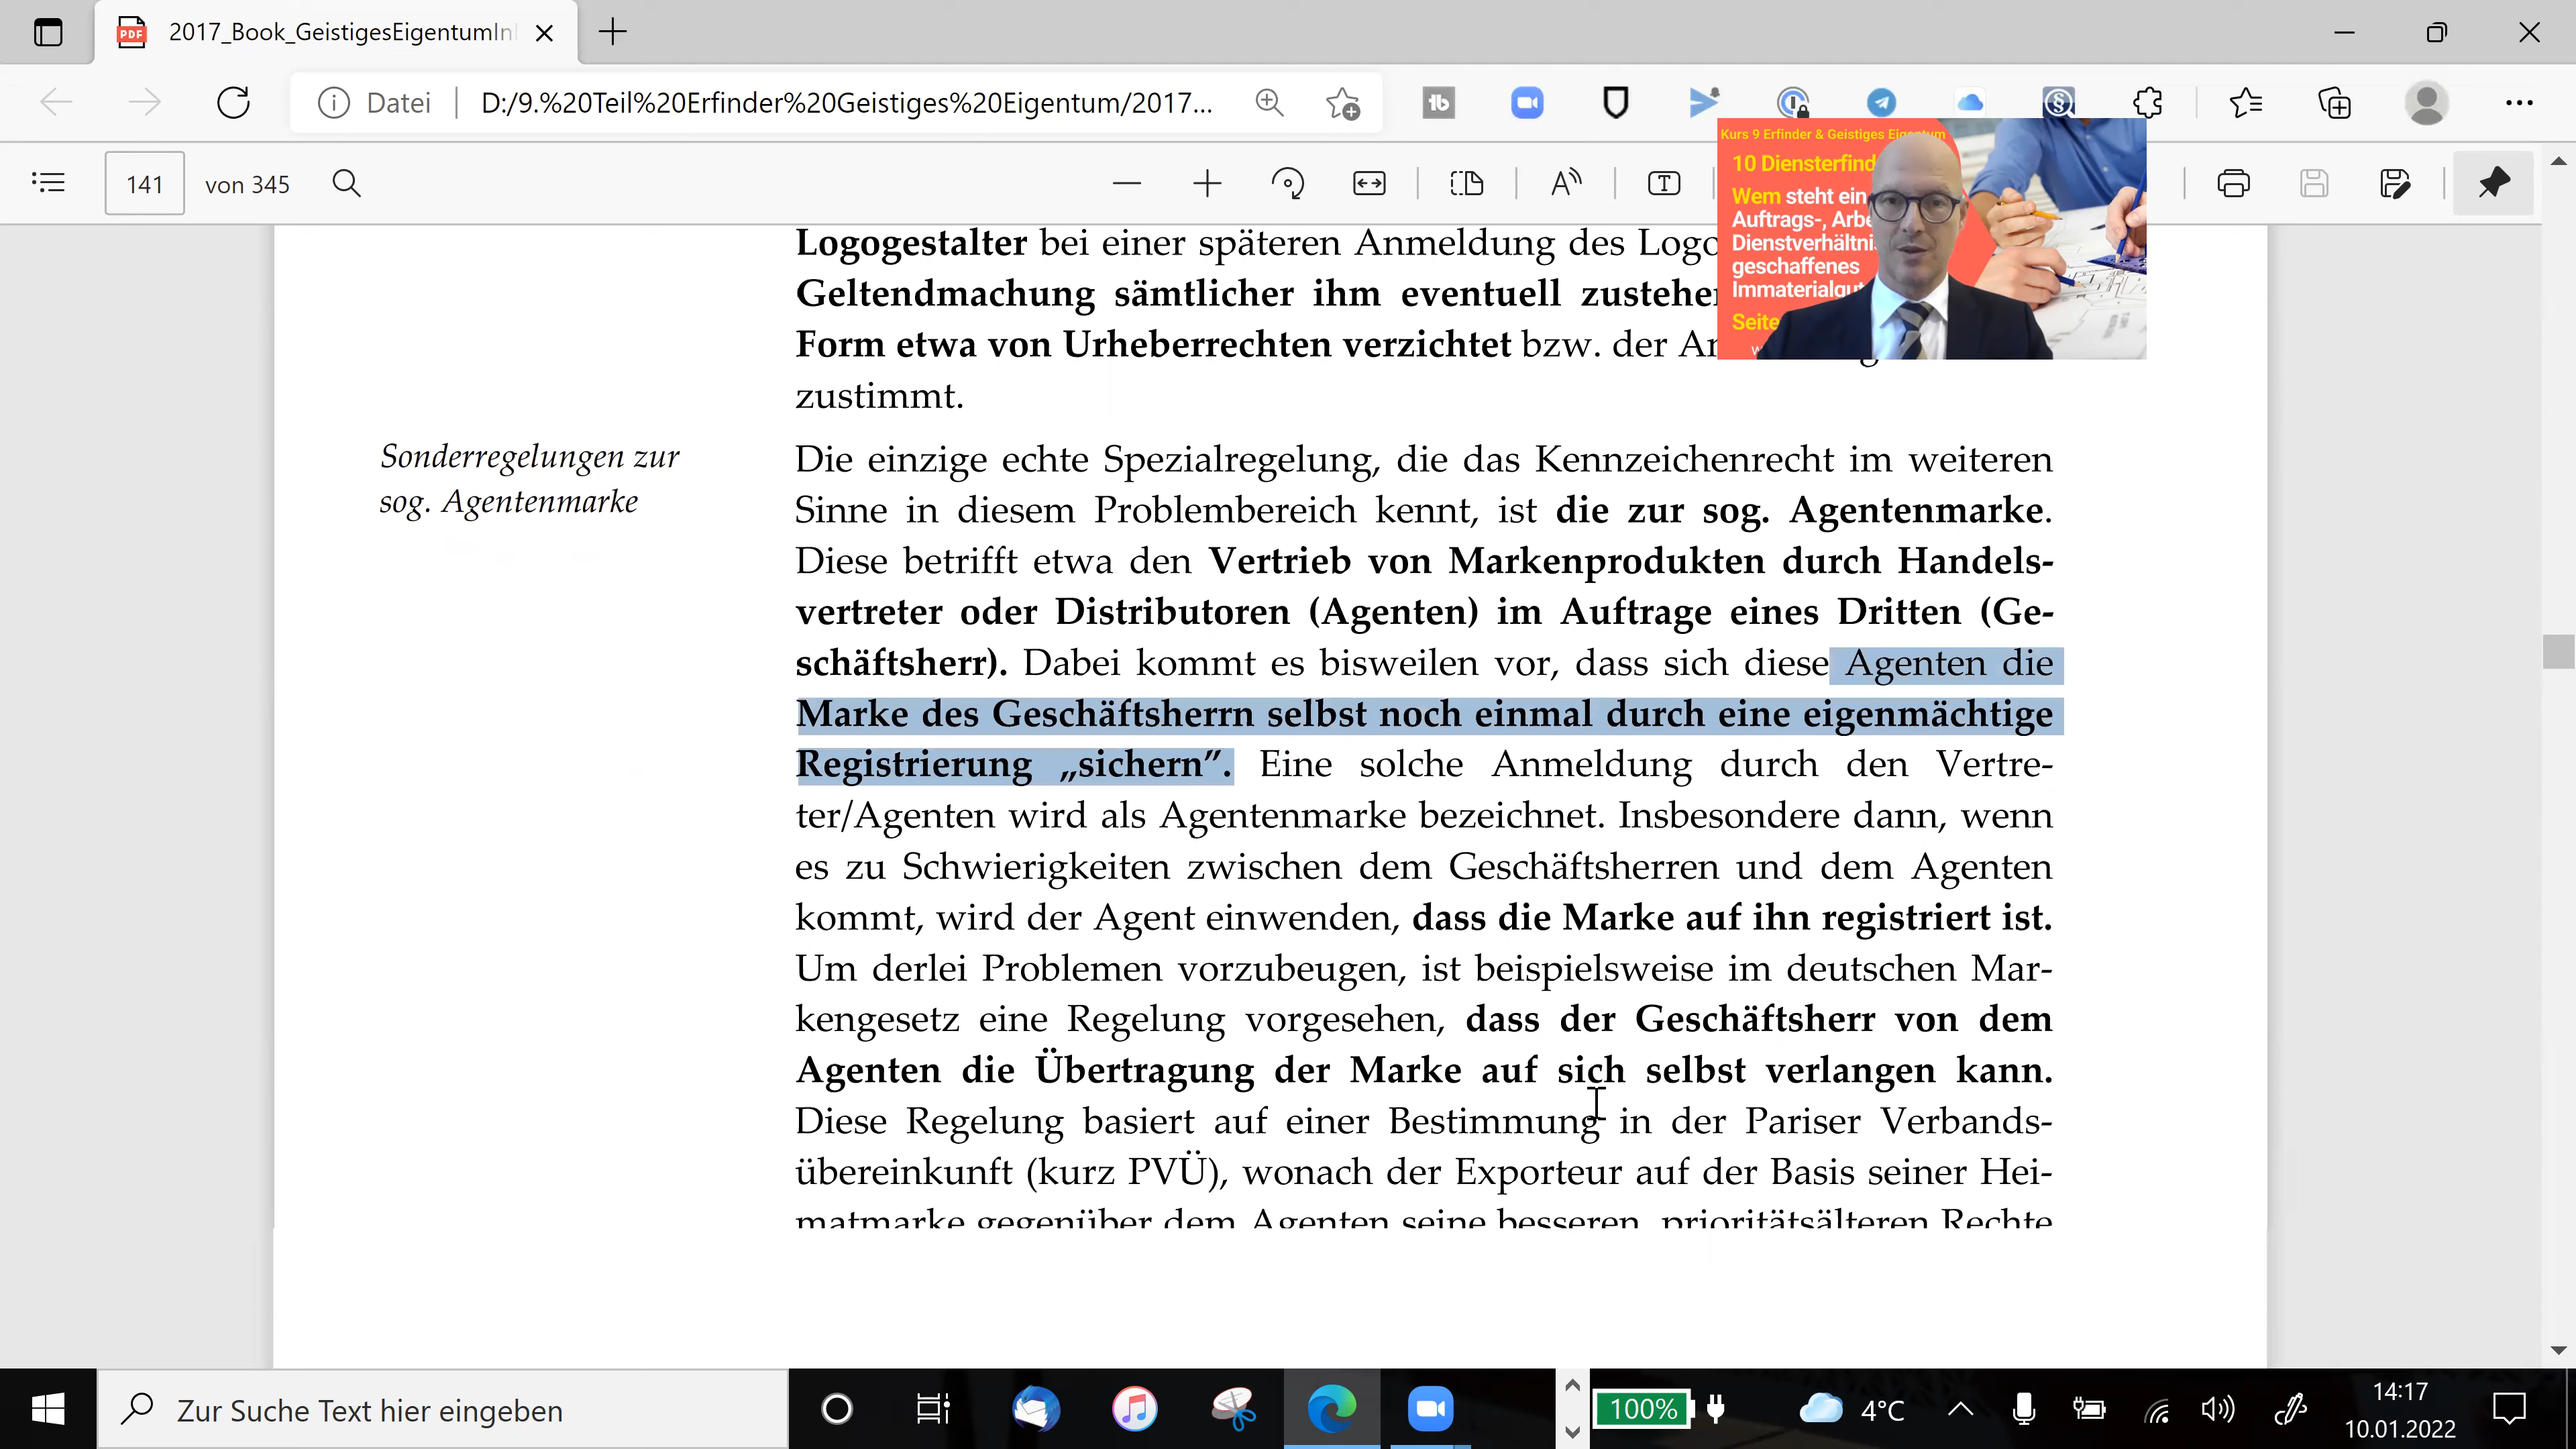 2017_Book_GeistigesEigentumIn
Datei
D:/9.%20Teil%20Erfinder%20Geistiges%20Eigentum/2017...
141
von 345
Kurs 9 Erfinder & Geistiges Eigentum
10 Diensterfind
Wem steht ein
Auftrags-, Arbe
Dienstverhältni
geschaffenes
Immaterialgut
Seite
Logogestalter bei einer späteren Anmeldung des Logo
Geltendmachung sämtlicher ihm eventuell zustehe
Form etwa von Urheberrechten verzichtet bzw. der
zustimmt.
Sonderregelungen zur
sog. Agentenmarke
Die einzige echte Spezialregelung, die das Kennzeichenrecht im weiteren
Sinne in diesem Problembereich kennt, ist die zur sog. Agentenmarke.
Diese betrifft etwa den Vertrieb von Markenprodukten durch Handels-
vertreter oder Distributoren (Agenten) im Auftrage eines Dritten (Ge-
schäftsherr). Dabei kommt es bisweilen vor, dass sich diese Agenten die
Marke des Geschäftsherrn selbst noch einmal durch eine eigenmächtige
Registrierung „sichern”. Eine solche Anmeldung durch den Vertre-
ter/Agenten wird als Agentenmarke bezeichnet. Insbesondere dann, wenn
es zu Schwierigkeiten zwischen dem Geschäftsherren und dem Agenten
kommt, wird der Agent einwenden, dass die Marke auf ihn registriert ist.
Um derlei Problemen vorzubeugen, ist beispielsweise im deutschen Mar-
kengesetz eine Regelung vorgesehen, dass der Geschäftsherr von dem
Agenten die Übertragung der Marke auf sich selbst verlangen kann.
Diese Regelung basiert auf einer Bestimmung in der Pariser Verbands-
übereinkunft (kurz PVÜ), wonach der Exporteur auf der Basis seiner Hei-
matmarke gegenüber dem Agenten seine besseren, prioritätsälteren Rechte
Zur Suche Text hier eingeben
100%
4°C
14:17
10.01.2022